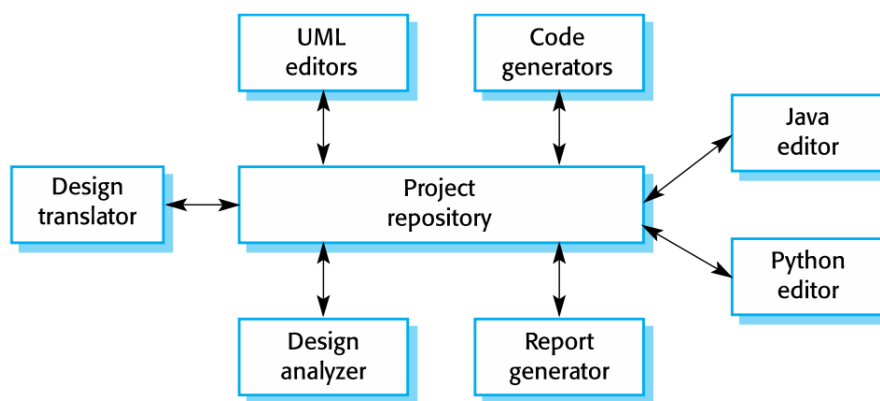 UML
editors
Code
generators
Java
editor
Design
translator
Project
repository
Python
editor
Design
analyzer
Report
generator